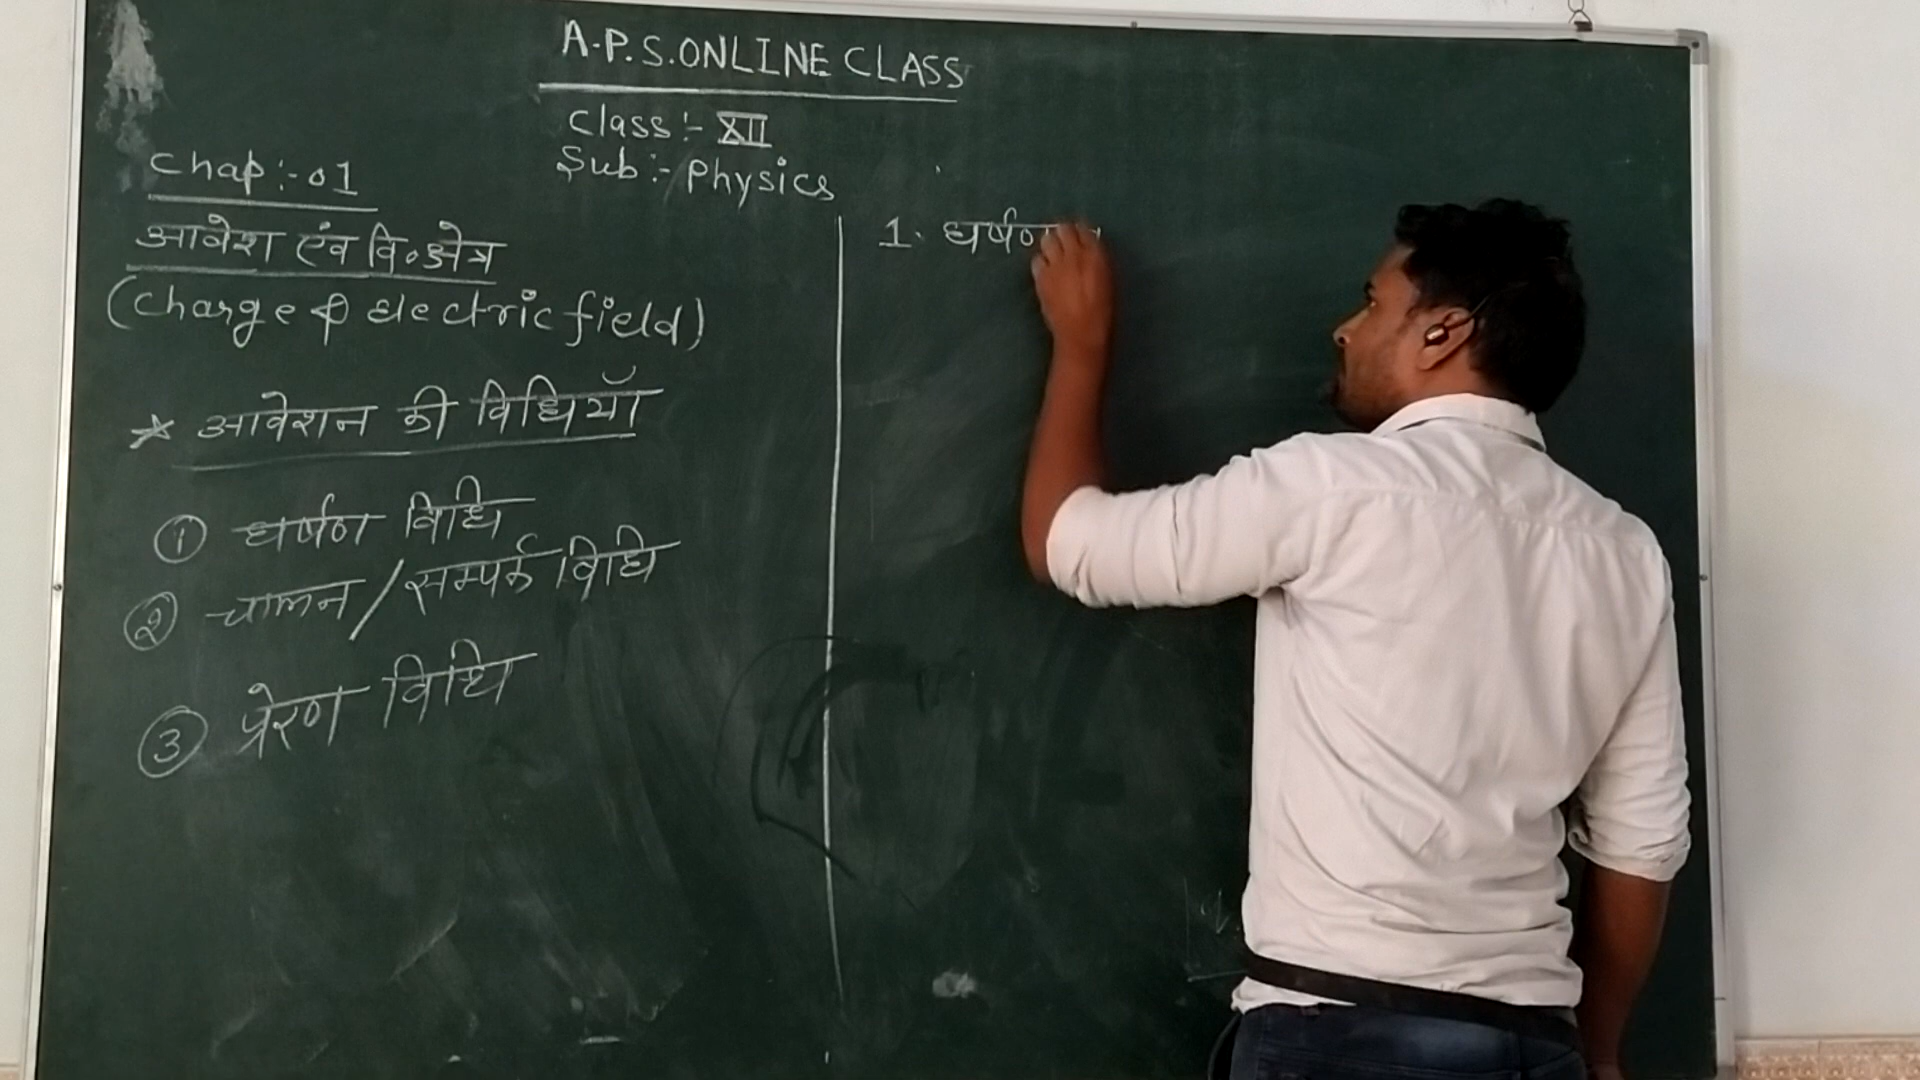 A.P.S. ONLINE CLASS
Class :- XII
Sub :- Physics
Chap :- 01
आवेश एंव वि॰ क्षेत्र
(Charge & Electric field)
* आवेशन की विधियाँ
① घर्षण विधि
② चालन / सम्पर्क विधि
③ प्रेरण विधि
1. घर्षण